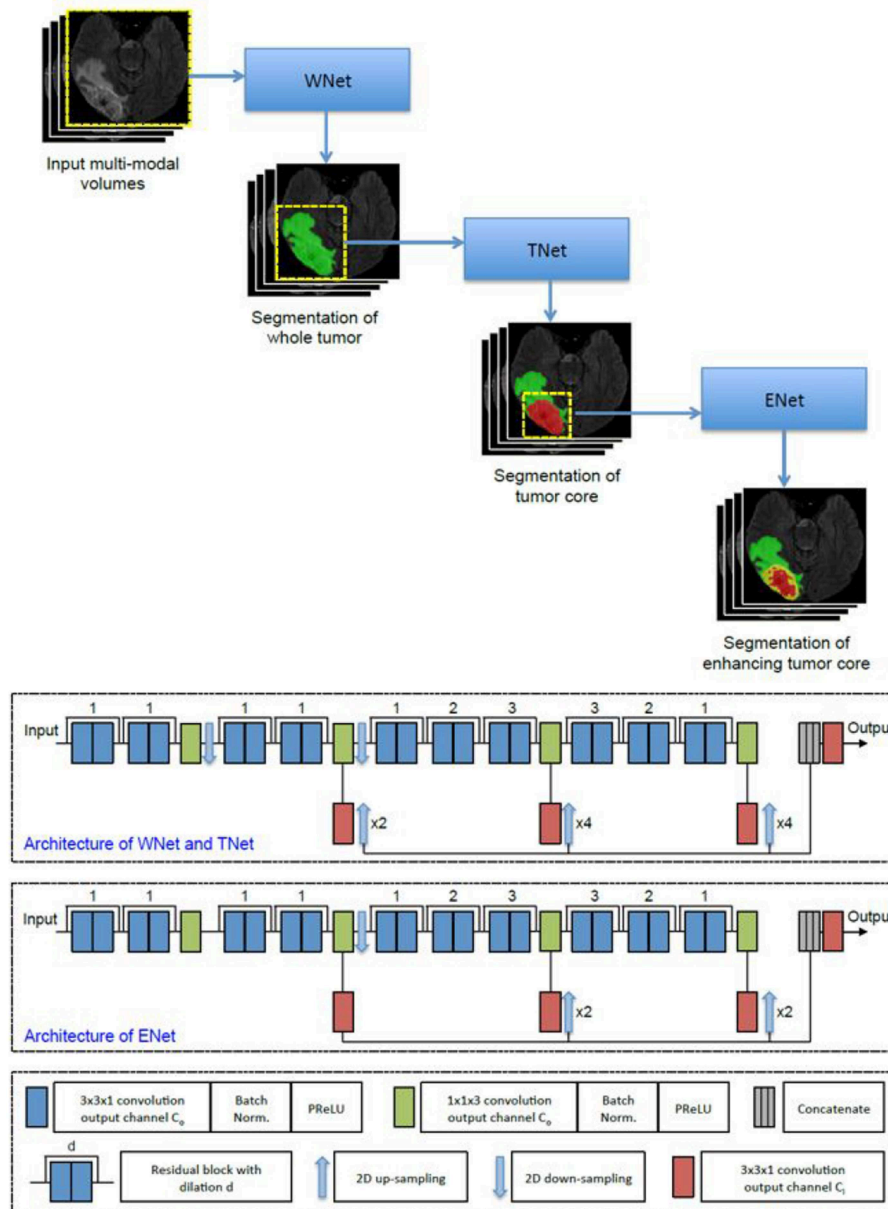 WNet
Input multi-modal
volumes
TNet
Segmentation of
whole tumor
ENet
Segmentation of
tumor core
Segmentation of
enhancing tumor core
1 1 1 1 1 2 3 3 2 1
Input
Output
x2 x4 x4
Architecture of WNet and TNet
1 1 1 1 1 2 3 3 2 1
Input
Output
x2 x2
Architecture of ENet
3x3x1 convolution
output channel Co
Batch
Norm.
PReLU
1x1x3 convolution
output channel Co
Batch
Norm.
PReLU
Concatenate
d
Residual block with
dilation d
2D up-sampling
2D down-sampling
3x3x1 convolution
output channel Cl